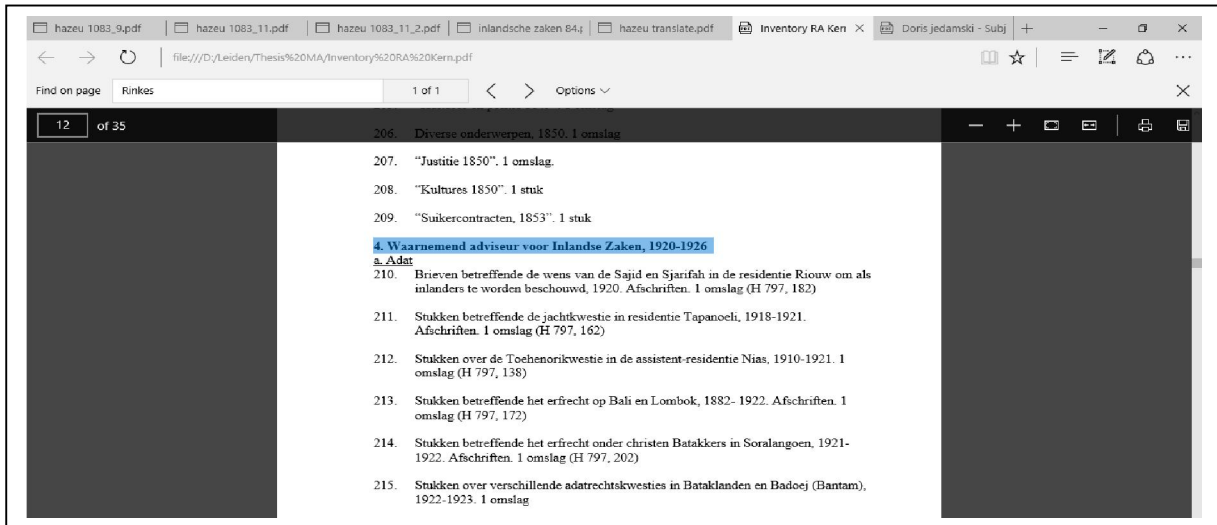 hazeu 1083_9.pdf hazeu 1083_11.pdf hazeu 1083_11_2.pdf inlandsche zaken 84.p hazeu translate.pdf Inventory RA Kern Doris jedamski - Subj
file:///D:/Leiden/Thesis%20MA/Inventory%20RA%20Kern.pdf
Find on page Rinkes 1 of 1 Options
12 of 35
206. Diverse onderwerpen, 1850. 1 omslag
207. “Justitie 1850”. 1 omslag.
208. “Kultures 1850”. 1 stuk
209. “Suikercontracten, 1853”. 1 stuk
4. Waarnemend adviseur voor Inlandse Zaken, 1920-1926
a. Adat
210. Brieven betreffende de wens van de Sajid en Sjarifah in de residentie Riouw om als
inlanders te worden beschouwd, 1920. Afschriften. 1 omslag (H 797, 182)
211. Stukken betreffende de jachtkwestie in residentie Tapanoeli, 1918-1921.
Afschriften. 1 omslag (H 797, 162)
212. Stukken over de Toehenorikwestie in de assistent-residentie Nias, 1910-1921. 1
omslag (H 797, 138)
213. Stukken betreffende het erfrecht op Bali en Lombok, 1882- 1922. Afschriften. 1
omslag (H 797, 172)
214. Stukken betreffende het erfrecht onder christen Batakkers in Soralangoen, 1921-
1922. Afschriften. 1 omslag (H 797, 202)
215. Stukken over verschillende adatrechtskwesties in Bataklanden en Badoej (Bantam),
1922-1923. 1 omslag